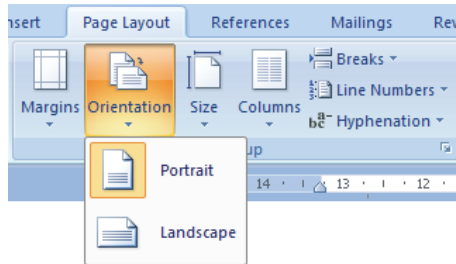 nsert Page Layout References Mailings Rev
Breaks
Line Numbers
Margins Orientation Size Columns
Hyphenation
up
Portrait
14 13 12
Landscape